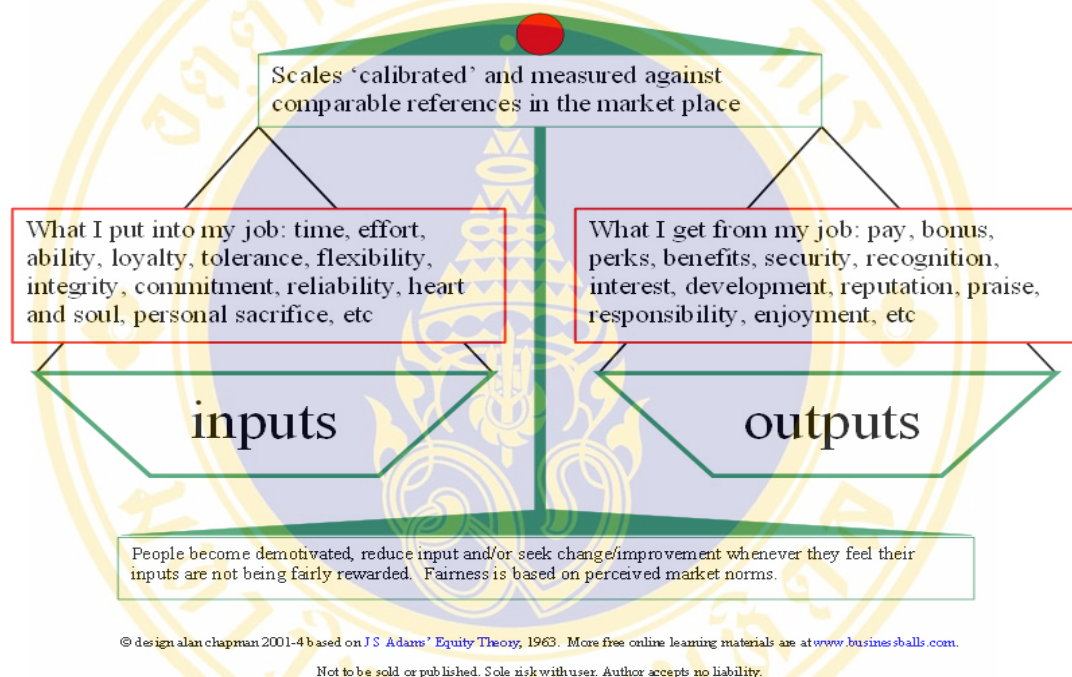 Scales ‘calibrated’ and measured against
comparable references in the market place
What I put into my job: time, effort,
ability, loyalty, tolerance, flexibility,
integrity, commitment, reliability, heart
and soul, personal sacrifice, etc
What I get from my job: pay, bonus,
perks, benefits, security, recognition,
interest, development, reputation, praise,
responsibility, enjoyment, etc
inputs
outputs
People become demotivated, reduce input and/or seek change/improvement whenever they feel their
inputs are not being fairly rewarded.  Fairness is based on perceived market norms.
© design alan chapman 2001-4 based on J S Adams’ Equity Theory, 1963.  More free online learning materials are at www.businessballs.com.
Not to be sold or published. Sole risk with user. Author accepts no liability.